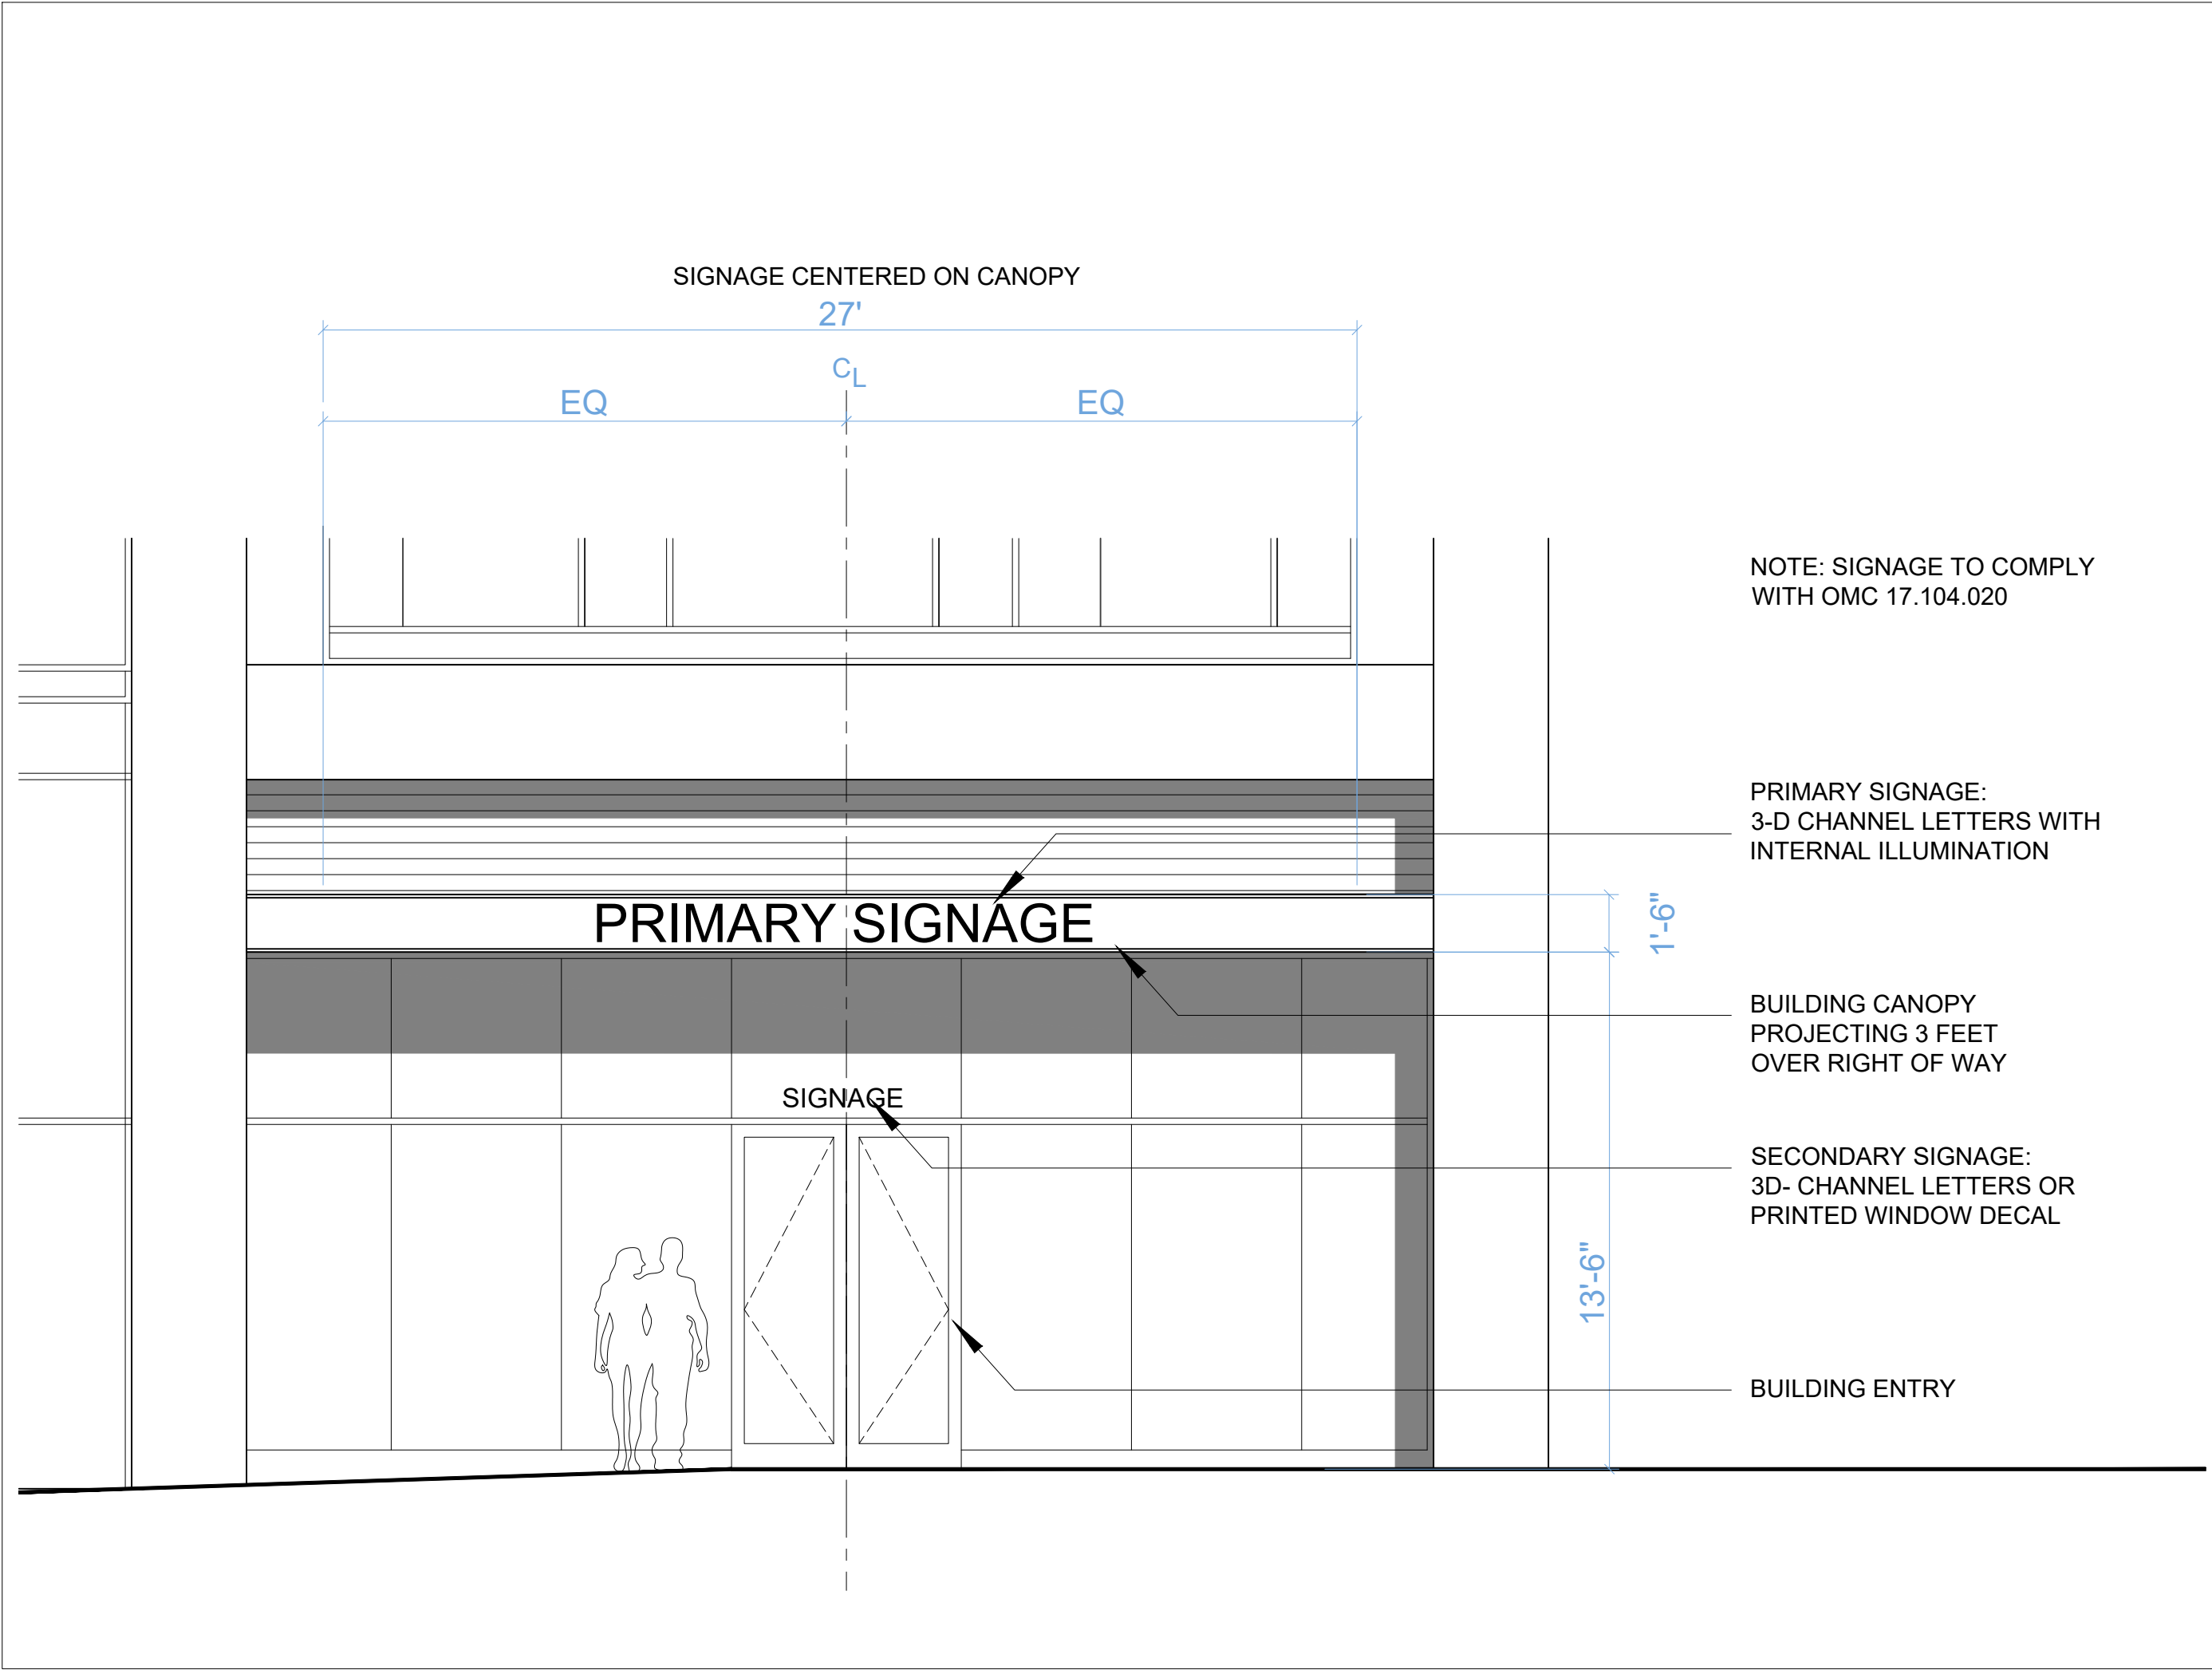 SIGNAGE CENTERED ON CANOPY
27'
CL
EQ EQ
NOTE: SIGNAGE TO COMPLY
WITH OMC 17.104.020
PRIMARY SIGNAGE:
3-D CHANNEL LETTERS WITH
INTERNAL ILLUMINATION
PRIMARY SIGNAGE
1'-6"
BUILDING CANOPY
PROJECTING 3 FEET
OVER RIGHT OF WAY
SIGNAGE
SECONDARY SIGNAGE:
3D- CHANNEL LETTERS OR
PRINTED WINDOW DECAL
13'-6"
BUILDING ENTRY